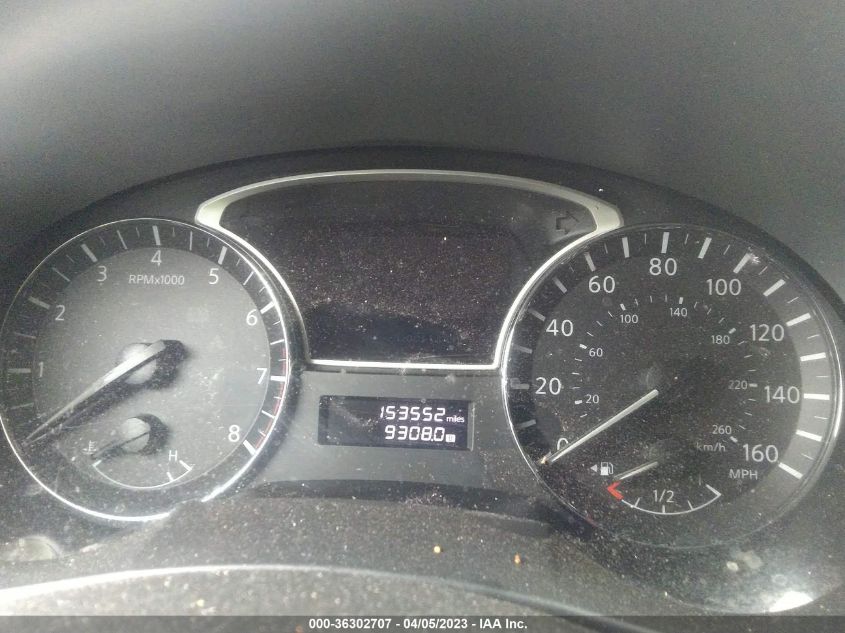 1 2 3 4 5 6 7 8
RPMx1000
H
153552 miles
9308.0
0 20 40 60 80 100 120 140 160
MPH
20 60 100 140 180 220 260
km/h
1/2
000-36302707 - 04/05/2023 - IAA Inc.